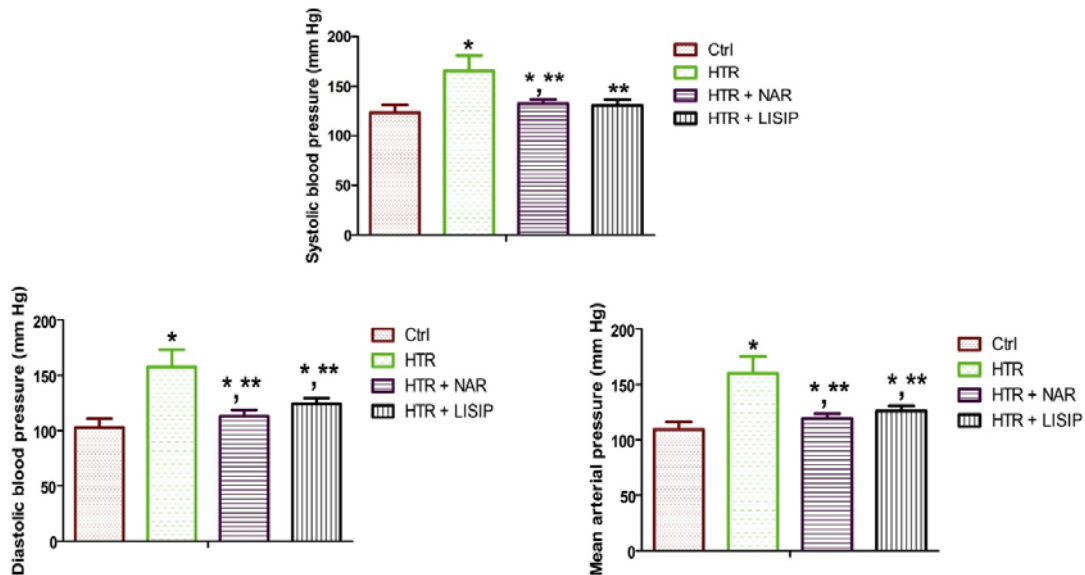 Systolic blood pressure (mm Hg)
200
150
100
50
0
*
*, **
**
Ctrl
HTR
HTR + NAR
HTR + LISIP
Diastolic blood pressure (mm Hg)
200
150
100
50
0
*
*, **
*, **
Ctrl
HTR
HTR + NAR
HTR + LISIP
Mean arterial pressure (mm Hg)
200
150
100
50
0
*
*, **
*, **
Ctrl
HTR
HTR + NAR
HTR + LISIP